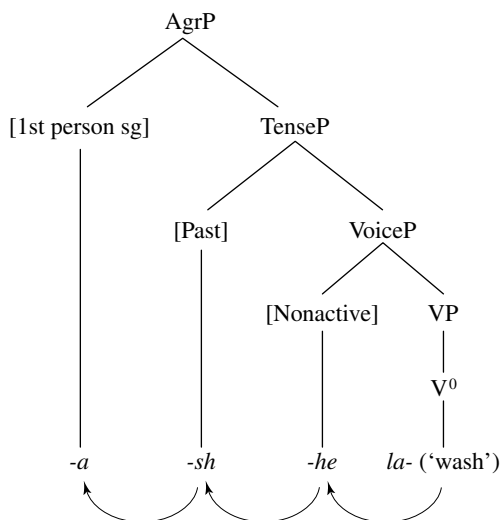 AgrP
[1st person sg] TenseP
[Past] VoiceP
[Nonactive] VP
V⁰
-a -sh -he la- (‘wash’)